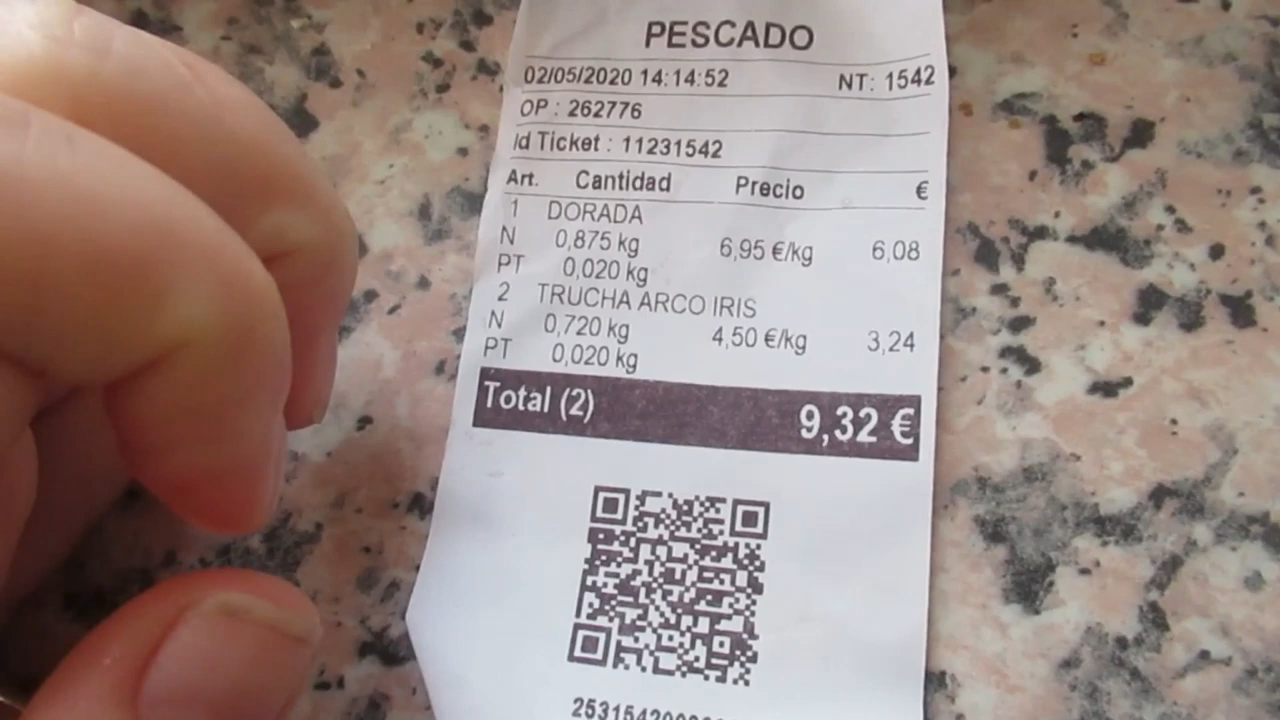 PESCADO
02/05/2020 14:14:52 NT: 1542
OP : 262776
Id Ticket : 11231542
Art. Cantidad Precio €
1 DORADA
N 0,875 kg 6,95 €/kg 6,08
PT 0,020 kg
2 TRUCHA ARCO IRIS
N 0,720 kg 4,50 €/kg 3,24
PT 0,020 kg
Total (2) 9,32 €